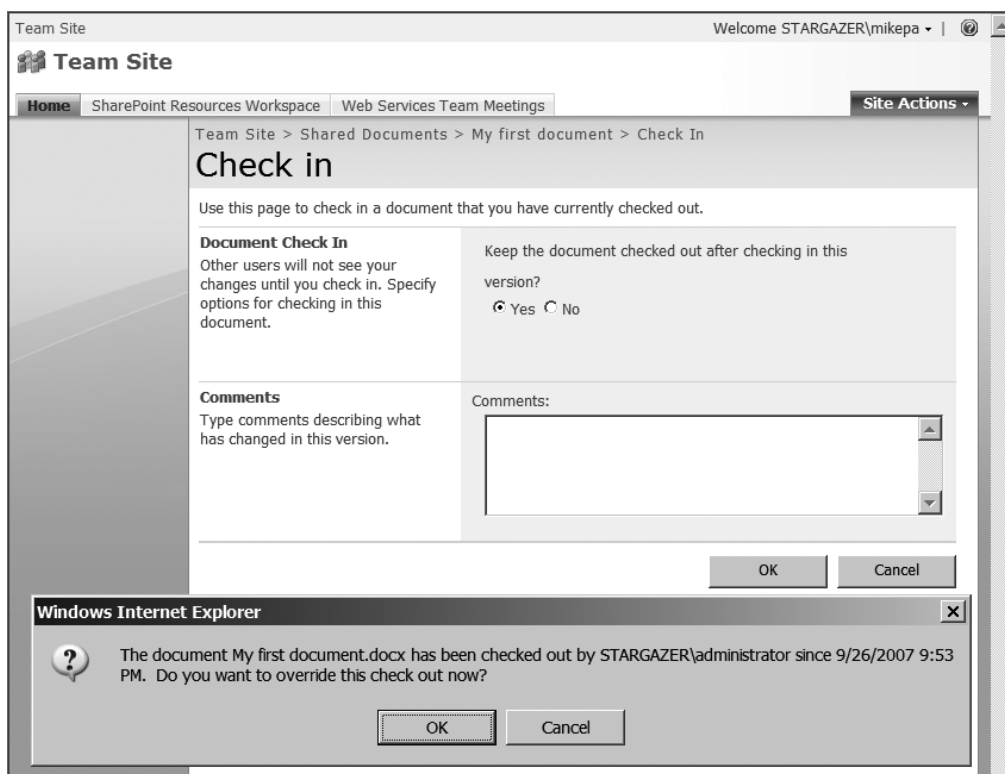 Team Site
Welcome STARGAZER\mikepa
|
Team Site
Home
SharePoint Resources Workspace
Web Services Team Meetings
Site Actions
Team Site > Shared Documents > My first document > Check In
Check in
Use this page to check in a document that you have currently checked out.
Document Check In
Other users will not see your
changes until you check in. Specify
options for checking in this
document.
Keep the document checked out after checking in this
version?
Yes No
Comments
Type comments describing what
has changed in this version.
Comments:
OK
Cancel
Windows Internet Explorer
The document My first document.docx has been checked out by STARGAZER\administrator since 9/26/2007 9:53
PM. Do you want to override this check out now?
OK
Cancel